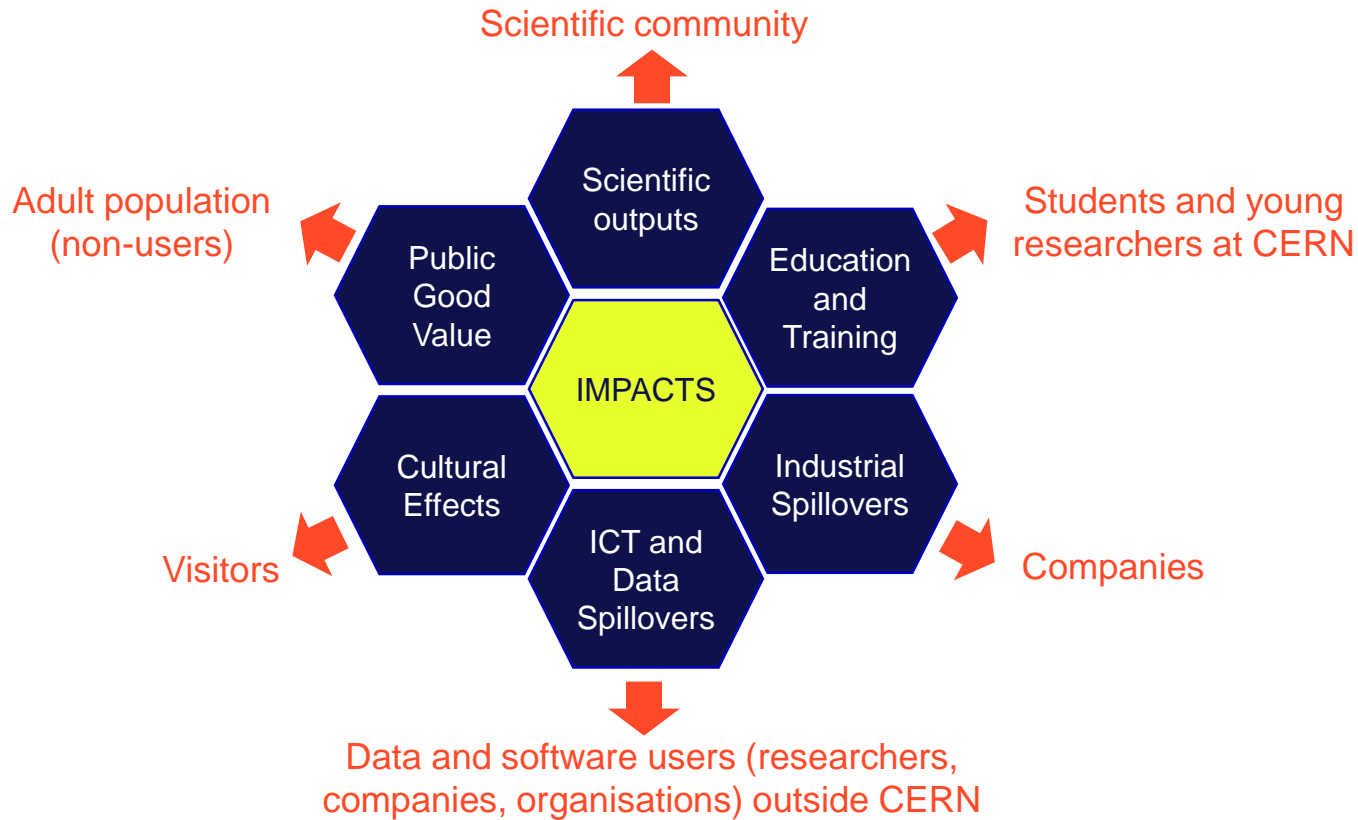 Scientific community
Scientific
outputs
Adult population
(non-users)
Public
Good
Value
Students and young
researchers at CERN
Education
and
Training
IMPACTS
Cultural
Effects
Industrial
Spillovers
ICT and
Data
Spillovers
Visitors
Companies
Data and software users (researchers,
companies, organisations) outside CERN